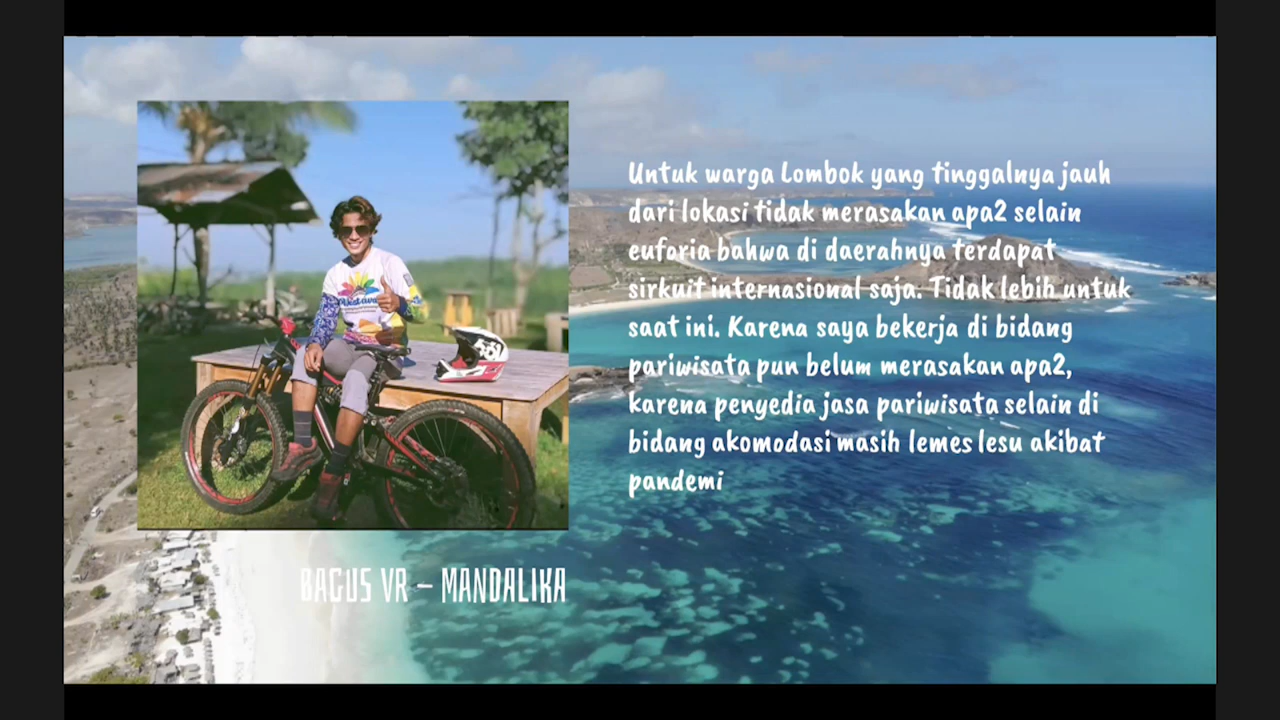 Untuk warga Lombok yang tinggalnya jauh
dari lokasi tidak merasakan apa2 selain
euforia bahwa di daerahnya terdapat
sirkuit internasional saja. Tidak lebih untuk
saat ini. Karena saya bekerja di bidang
pariwisata pun belum merasakan apa2,
karena penyedia jasa pariwisata selain di
bidang akomodasi masih lemes lesu akibat
pandemi
BAGUS VR – MANDALIKA